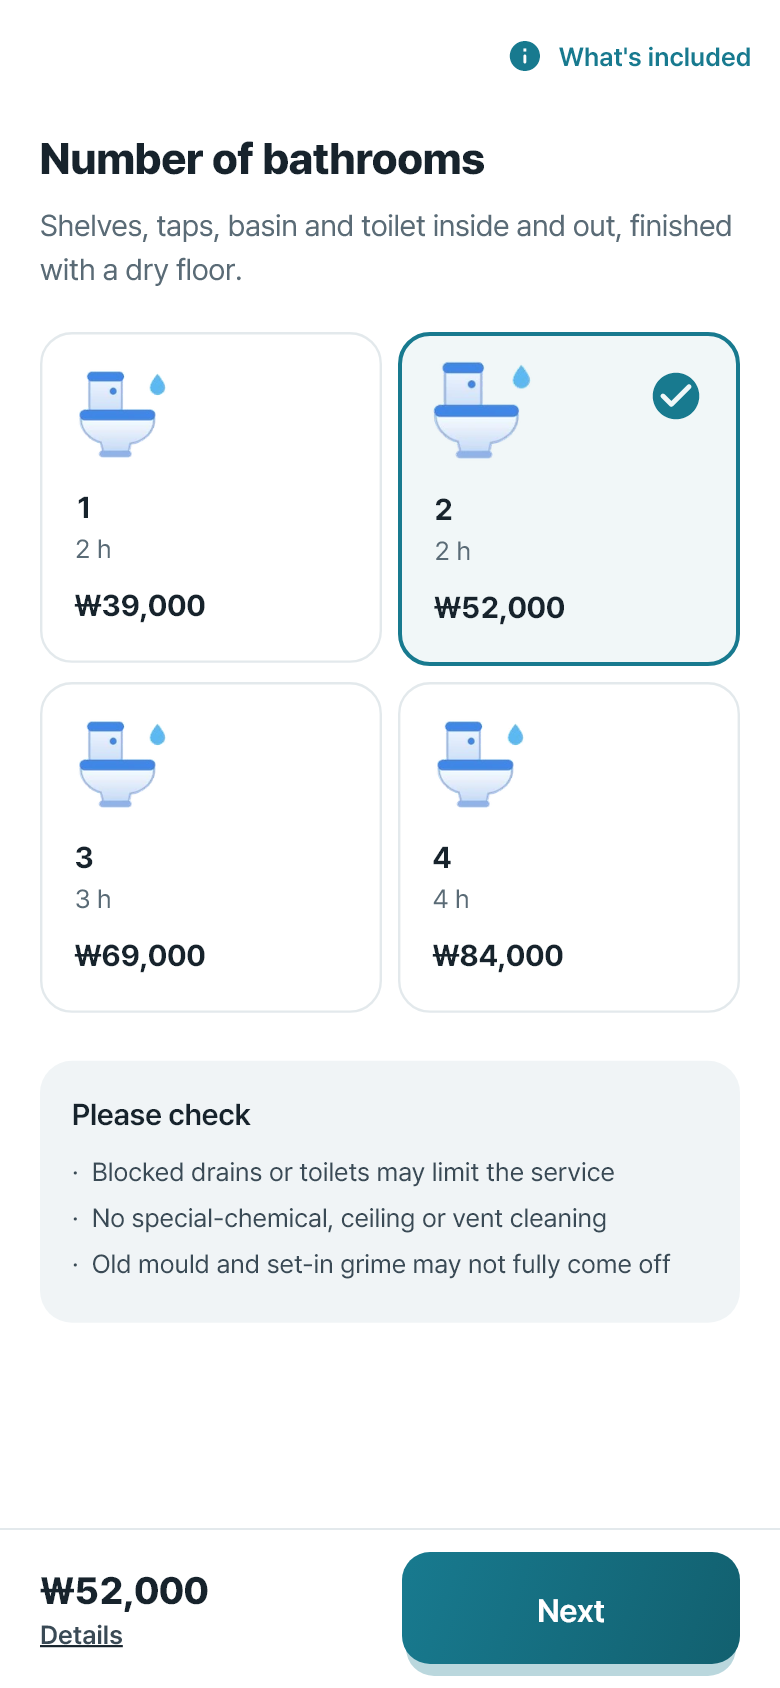 What's included
Number of bathrooms
Shelves, taps, basin and toilet inside and out, finished
with a dry floor.
1
2 h
₩39,000
2
2 h
₩52,000
3
3 h
₩69,000
4
4 h
₩84,000
Please check
· Blocked drains or toilets may limit the service
· No special-chemical, ceiling or vent cleaning
· Old mould and set-in grime may not fully come off
₩52,000
Details
Next